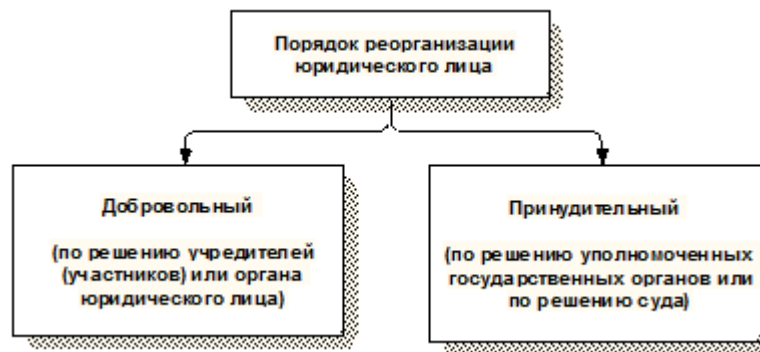 Порядок реорганизации
юридического лица
Добровольный
(по решению учредителей
(участников) или органа
юридического лица)
Принудительный
(по решению уполномоченных
государственных органов или
по решению суда)